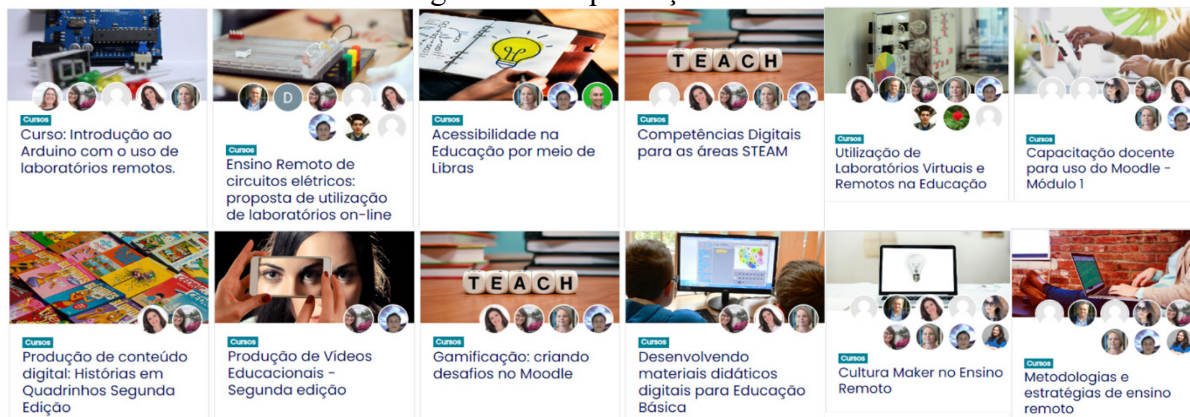 TEACH
Cursos
Curso: Introdução ao
Arduino com o uso de
laboratórios remotos.
D
Cursos
Ensino Remoto de
circuitos elétricos:
proposta de utilização
de laboratórios on-line
Cursos
Acessibilidade na
Educação por meio de
Libras
Cursos
Competências Digitais
para as áreas STEAM
Cursos
Utilização de
Laboratórios Virtuais e
Remotos na Educação
Cursos
Capacitação docente
para uso do Moodle -
Módulo 1
Cursos
Produção de conteúdo
digital: Histórias em
Quadrinhos Segunda
Edição
Cursos
Produção de Vídeos
Educacionais -
Segunda edição
TEACH
Cursos
Gamificação: criando
desafios no Moodle
Cursos
Desenvolvendo
materiais didáticos
digitais para Educação
Básica
Cursos
Cultura Maker no Ensino
Remoto
Cursos
Metodologias e
estratégias de ensino
remoto